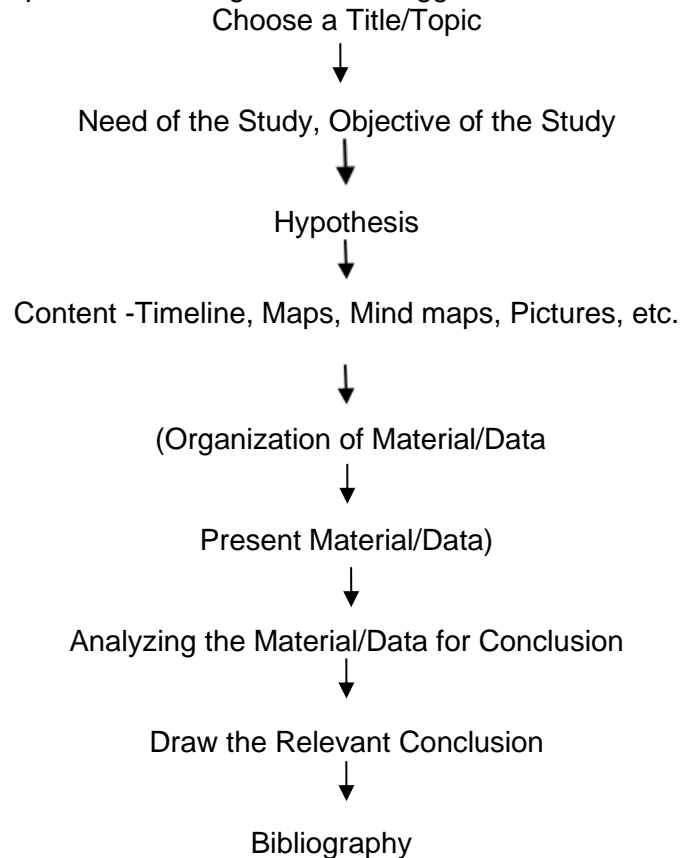 Choose a Title/Topic
Need of the Study, Objective of the Study
Hypothesis
Content -Timeline, Maps, Mind maps, Pictures, etc.
(Organization of Material/Data
Present Material/Data)
Analyzing the Material/Data for Conclusion
Draw the Relevant Conclusion
Bibliography